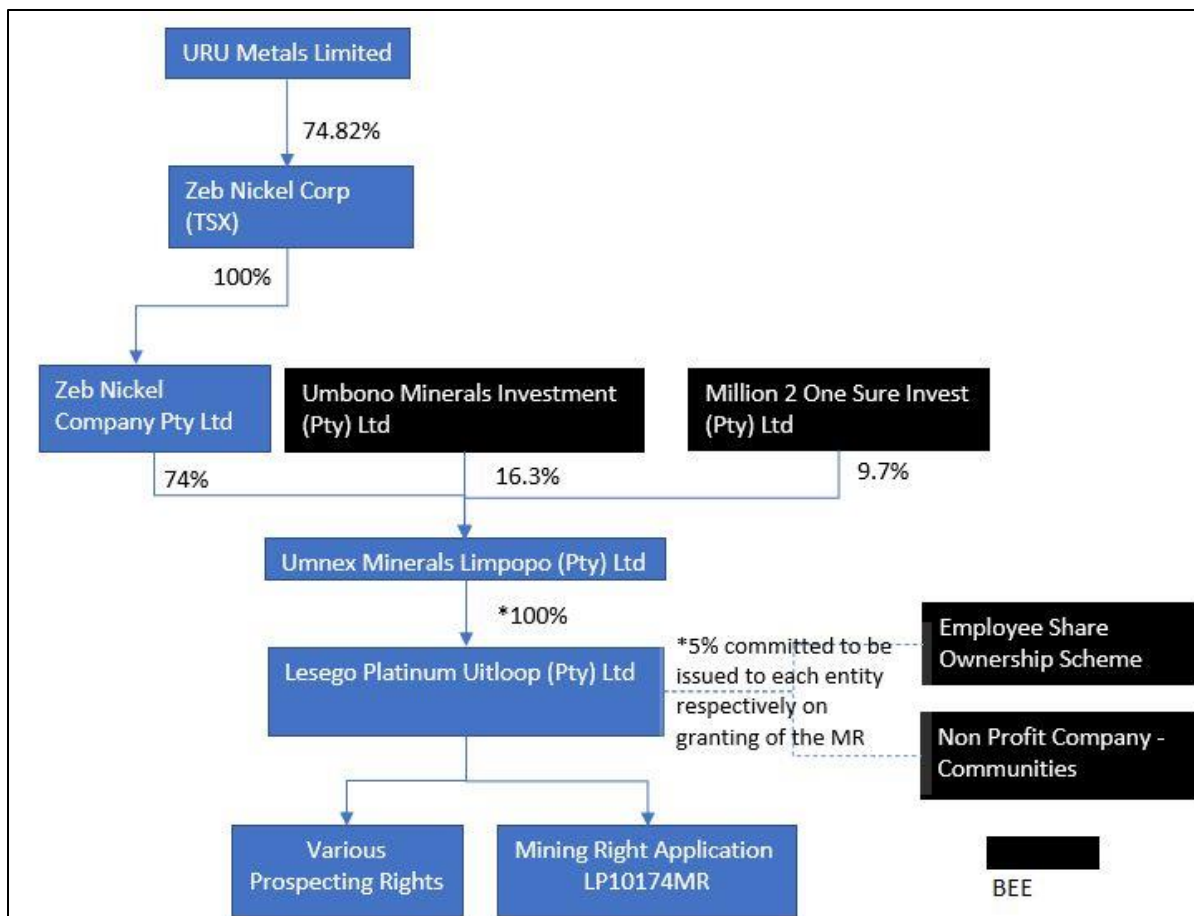 URU Metals Limited
74.82%
Zeb Nickel Corp
(TSX)
100%
Zeb Nickel
Company Pty Ltd
Umbono Minerals Investment
(Pty) Ltd
Million 2 One Sure Invest
(Pty) Ltd
74%
16.3%
9.7%
Umnex Minerals Limpopo (Pty) Ltd
*100%
Lesego Platinum Uitloop (Pty) Ltd
*5% committed to be
issued to each entity
respectively on
granting of the MR
Employee Share
Ownership Scheme
Non Profit Company -
Communities
Various
Prospecting Rights
Mining Right Application
LP10174MR
BEE